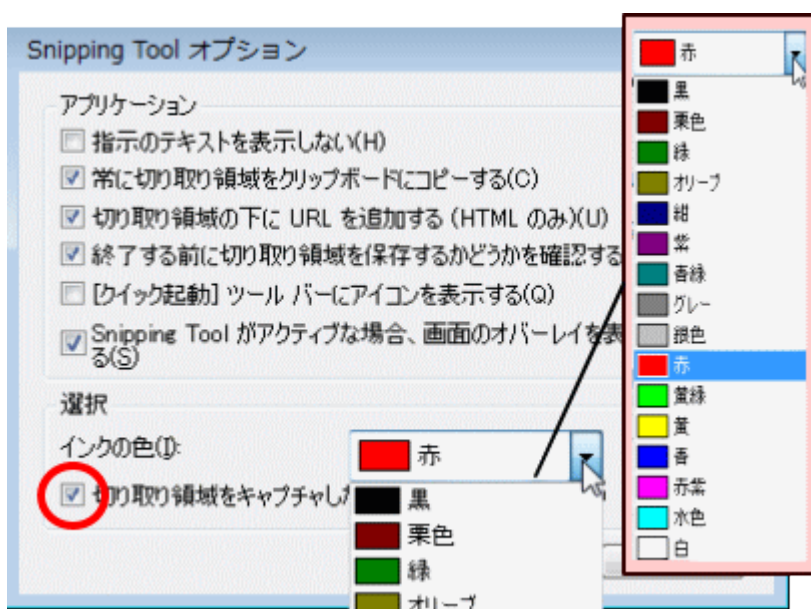 Snipping Tool オプション
アプリケーション
指示のテキストを表示しない(H)
常に切り取り領域をクリップボードにコピーする(C)
切り取り領域の下に URL を追加する (HTML のみ)(U)
終了する前に切り取り領域を保存するかどうかを確認する
[クイック起動] ツール バーにアイコンを表示する(Q)
Snipping Tool がアクティブな場合、画面のオーバーレイを表
る(S)
選択
インクの色(I):
赤
切り取り領域をキャプチャした
黒
栗色
緑
オリーブ
赤
黒
栗色
緑
オリーブ
紺
紫
青緑
グレー
銀色
赤
黄緑
黄
青
赤紫
水色
白